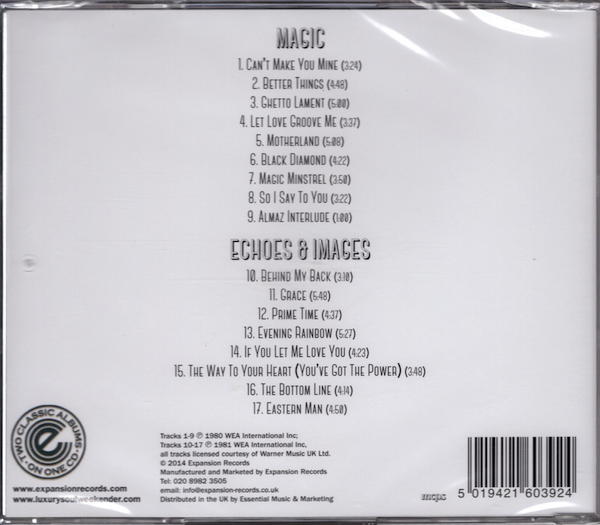 MAGIC
1. CAN'T MAKE YOU MINE (3:24)
2. BETTER THINGS (4:48)
3. GHETTO LAMENT (5:00)
4. LET LOVE GROOVE ME (3:37)
5. MOTHERLAND (5:08)
6. BLACK DIAMOND (4:22)
7. MAGIC MINSTREL (3:50)
8. SO I SAY TO YOU (3:22)
9. ALMAZ INTERLUDE (1:00)
ECHOES & IMAGES
10. BEHIND MY BACK (3:10)
11. GRACE (5:48)
12. PRIME TIME (4:37)
13. EVENING RAINBOW (5:27)
14. IF YOU LET ME LOVE YOU (4:23)
15. THE WAY TO YOUR HEART (YOU'VE GOT THE POWER) (3:48)
16. THE BOTTOM LINE (4:14)
17. EASTERN MAN (4:50)
TWO CLASSIC ALBUMS
· ON ONE CD ·
e
www.expansionrecords.com
www.luxurysoulweekender.com
Tracks 1-9 ℗ 1980 WEA International Inc;
Tracks 10-17 ℗ 1981 WEA International Inc,
all tracks licensed courtesy of Warner Music UK Ltd.
© 2014 Expansion Records
Manufactured and Marketed by Expansion Records
Tel: 020 8982 3505
email: info@expansion-records.co.uk
Distributed in the UK by Essential Music & Marketing
mcps
5 019421 603924